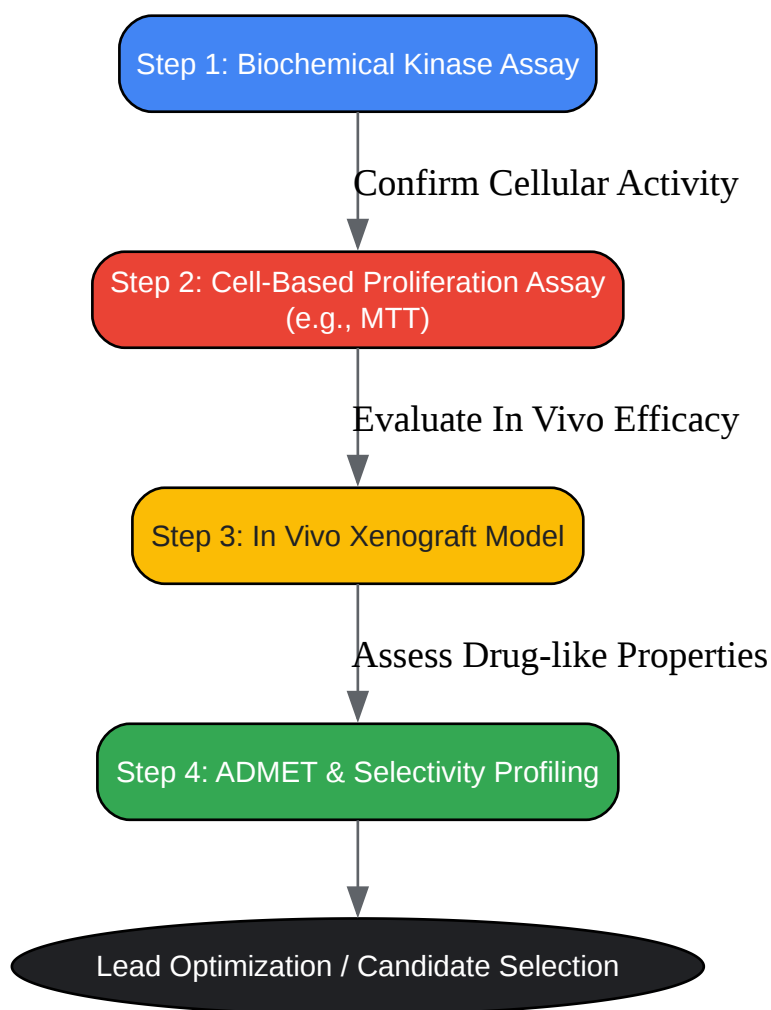 Step 1: Biochemical Kinase Assay
Confirm Cellular Activity
Step 2: Cell-Based Proliferation Assay
(e.g., MTT)
Evaluate In Vivo Efficacy
Step 3: In Vivo Xenograft Model
Assess Drug-like Properties
Step 4: ADMET & Selectivity Profiling
Lead Optimization / Candidate Selection